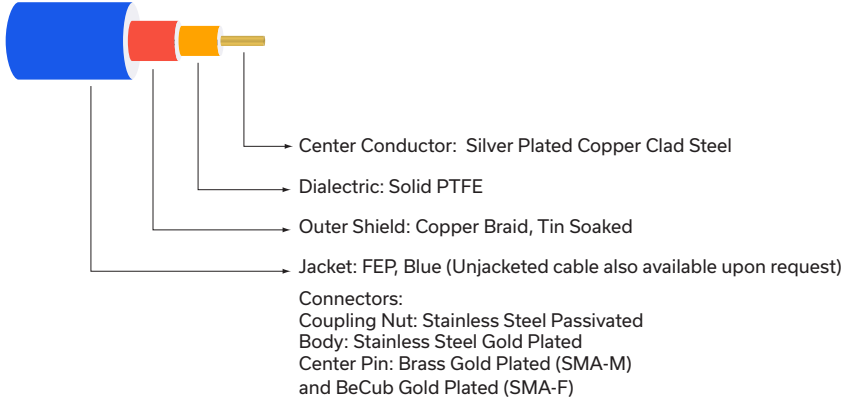 Center Conductor: Silver Plated Copper Clad Steel
Dialectric: Solid PTFE
Outer Shield: Copper Braid, Tin Soaked
Jacket: FEP, Blue (Unjacketed cable also available upon request)
Connectors:
Coupling Nut: Stainless Steel Passivated
Body: Stainless Steel Gold Plated
Center Pin: Brass Gold Plated (SMA-M)
and BeCub Gold Plated (SMA-F)